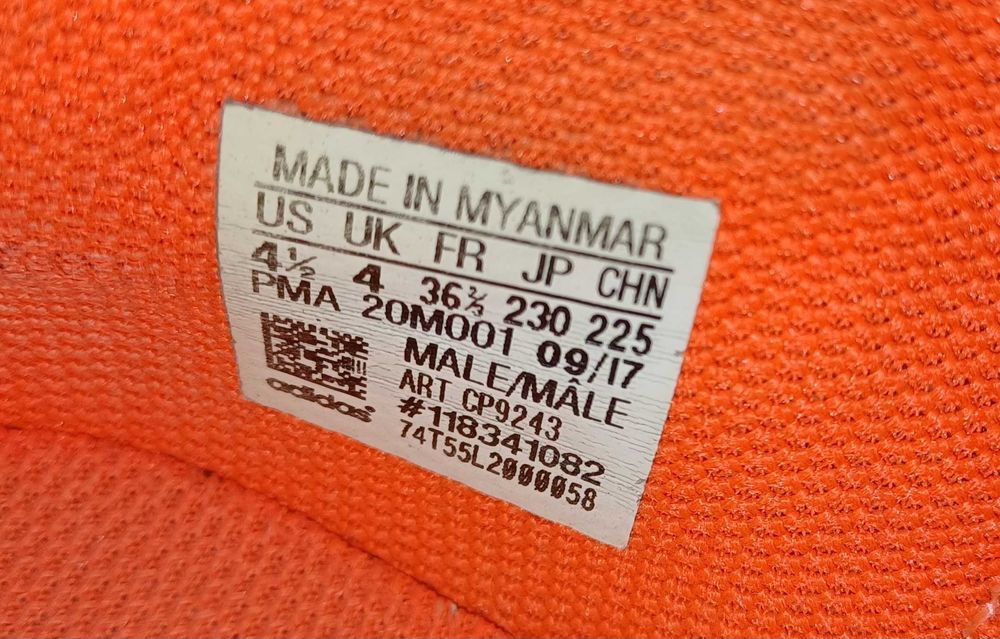 MADE IN MYANMAR
US UK FR JP CHN
4½ 4 36⅔ 230 225
PMA 20M001 09/17
MALE/MÂLE
ART CP9243
#118341082
74T55L2000058
adidas